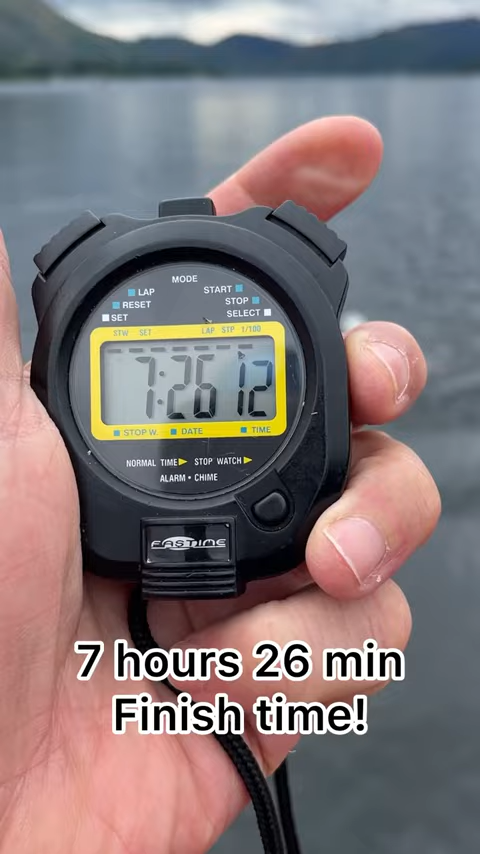 MODE
LAP
START
RESET
STOP
SET
SELECT
STW SET LAP STP 1/100
7:26 12
STOP W. DATE TIME
NORMAL TIME STOP WATCH
ALARM • CHIME
FASTIME
7 hours 26 min
Finish time!